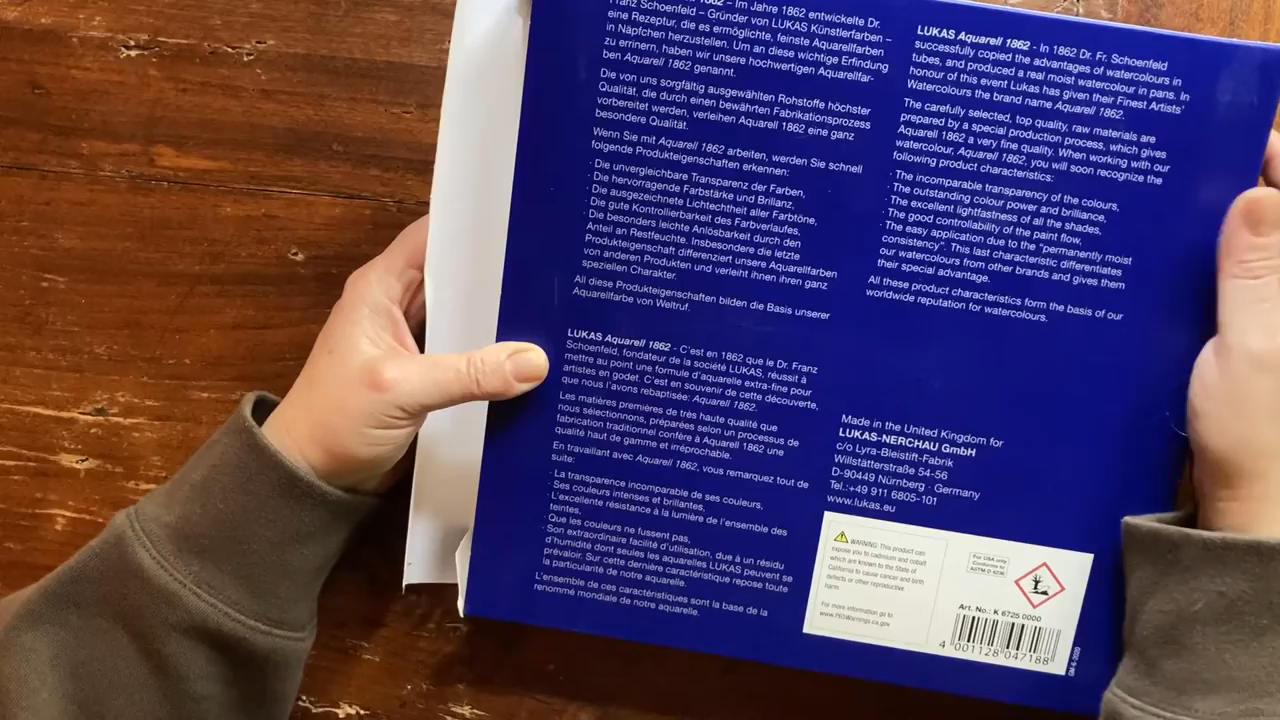 1862 – Im Jahre 1862 entwickelte Dr.
Franz Schoenfeld – Gründer von LUKAS Künstlerfarben –
eine Rezeptur, die es ermöglichte, feinste Aquarellfarben
in Näpfchen herzustellen. Um an diese wichtige Erfindung
zu erinnern, haben wir unsere hochwertigen Aquarellfar-
ben Aquarell 1862 genannt.
Die von uns sorgfältig ausgewählten Rohstoffe höchster
Qualität, die durch einen bewährten Fabrikationsprozess
vorbereitet werden, verleihen Aquarell 1862 eine ganz
besondere Qualität.
Wenn Sie mit Aquarell 1862 arbeiten, werden Sie schnell
folgende Produkteigenschaften erkennen:
· Die unvergleichbare Transparenz der Farben,
· Die hervorragende Farbstärke und Brillanz,
· Die ausgezeichnete Lichtechtheit aller Farbtöne,
· Die gute Kontrollierbarkeit des Farbverlaufes,
· Die besonders leichte Anlösbarkeit durch den
Anteil an Restfeuchte. Insbesondere die letzte
Produkteigenschaft differenziert unsere Aquarellfarben
von anderen Produkten und verleiht ihnen ihren ganz
speziellen Charakter.
All diese Produkteigenschaften bilden die Basis unserer
Aquarellfarbe von Weltruf.
LUKAS Aquarell 1862 - C'est en 1862 que le Dr. Franz
Schoenfeld, fondateur de la société LUKAS, réussit à
mettre au point une formule d'aquarelle extra-fine pour
artistes en godet. C'est en souvenir de cette découverte,
que nous l'avons rebaptisée: Aquarell 1862.
Les matières premières de très haute qualité que
nous sélectionnons, préparées selon un processus de
fabrication traditionnel confère à Aquarell 1862 une
qualité haut de gamme et irréprochable.
En travaillant avec Aquarell 1862, vous remarquez tout de
suite:
· La transparence incomparable de ses couleurs,
· Ses couleurs intenses et brillantes,
· L'excellente résistance à la lumière de l'ensemble des
teintes,
· Que les couleurs ne fussent pas,
· Son extraordinaire facilité d'utilisation, due à un résidu
d'humidité dont seules les aquarelles LUKAS peuvent se
prévaloir. Sur cette dernière caractéristique repose toute
la particularité de notre aquarelle.
L'ensemble de ces caractéristiques sont la base de la
renommé mondiale de notre aquarelle.
LUKAS Aquarell 1862 - In 1862 Dr. Fr. Schoenfeld
successfully copied the advantages of watercolours in
tubes, and produced a real moist watercolour in pans. In
honour of this event Lukas has given their Finest Artists'
Watercolours the brand name Aquarell 1862.
The carefully selected, top quality, raw materials are
prepared by a special production process, which gives
Aquarell 1862 a very fine quality. When working with our
watercolour, Aquarell 1862, you will soon recognize the
following product characteristics:
· The incomparable transparency of the colours,
· The outstanding colour power and brilliance,
· The excellent lightfastness of all the shades,
· The good controllability of the paint flow,
· The easy application due to the "permanently moist
consistency". This last characteristic differentiates
our watercolours from other brands and gives them
their special advantage.
All these product characteristics form the basis of our
worldwide reputation for watercolours.
Made in the United Kingdom for
LUKAS-NERCHAU GmbH
c/o Lyra-Bleistift-Fabrik
Willstätterstraße 54-56
D-90449 Nürnberg · Germany
Tel.:+49 911 6805-101
www.lukas.eu
WARNING: This product can
expose you to cadmium and cobalt
which are known to the State of
California to cause cancer and birth
defects or other reproductive
harm.
For more information go to
www.P65Warnings.ca.gov
For USA only
Conforms to
ASTM D 4236
Art. No.: K 6725 0000
4 001128 047188
GM-6-2020